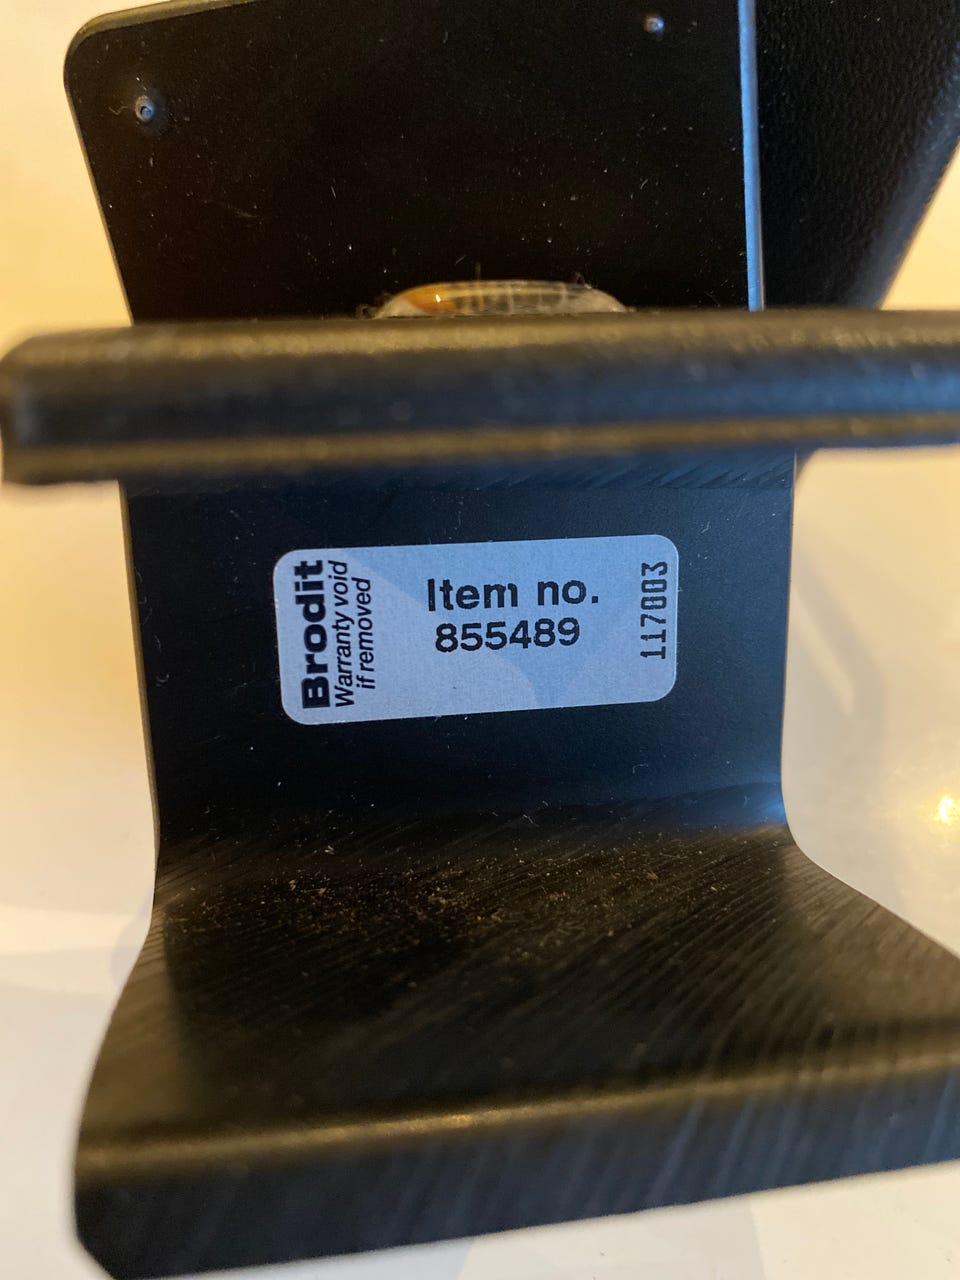 Brodit
Warranty void
if removed
Item no.
855489
117003